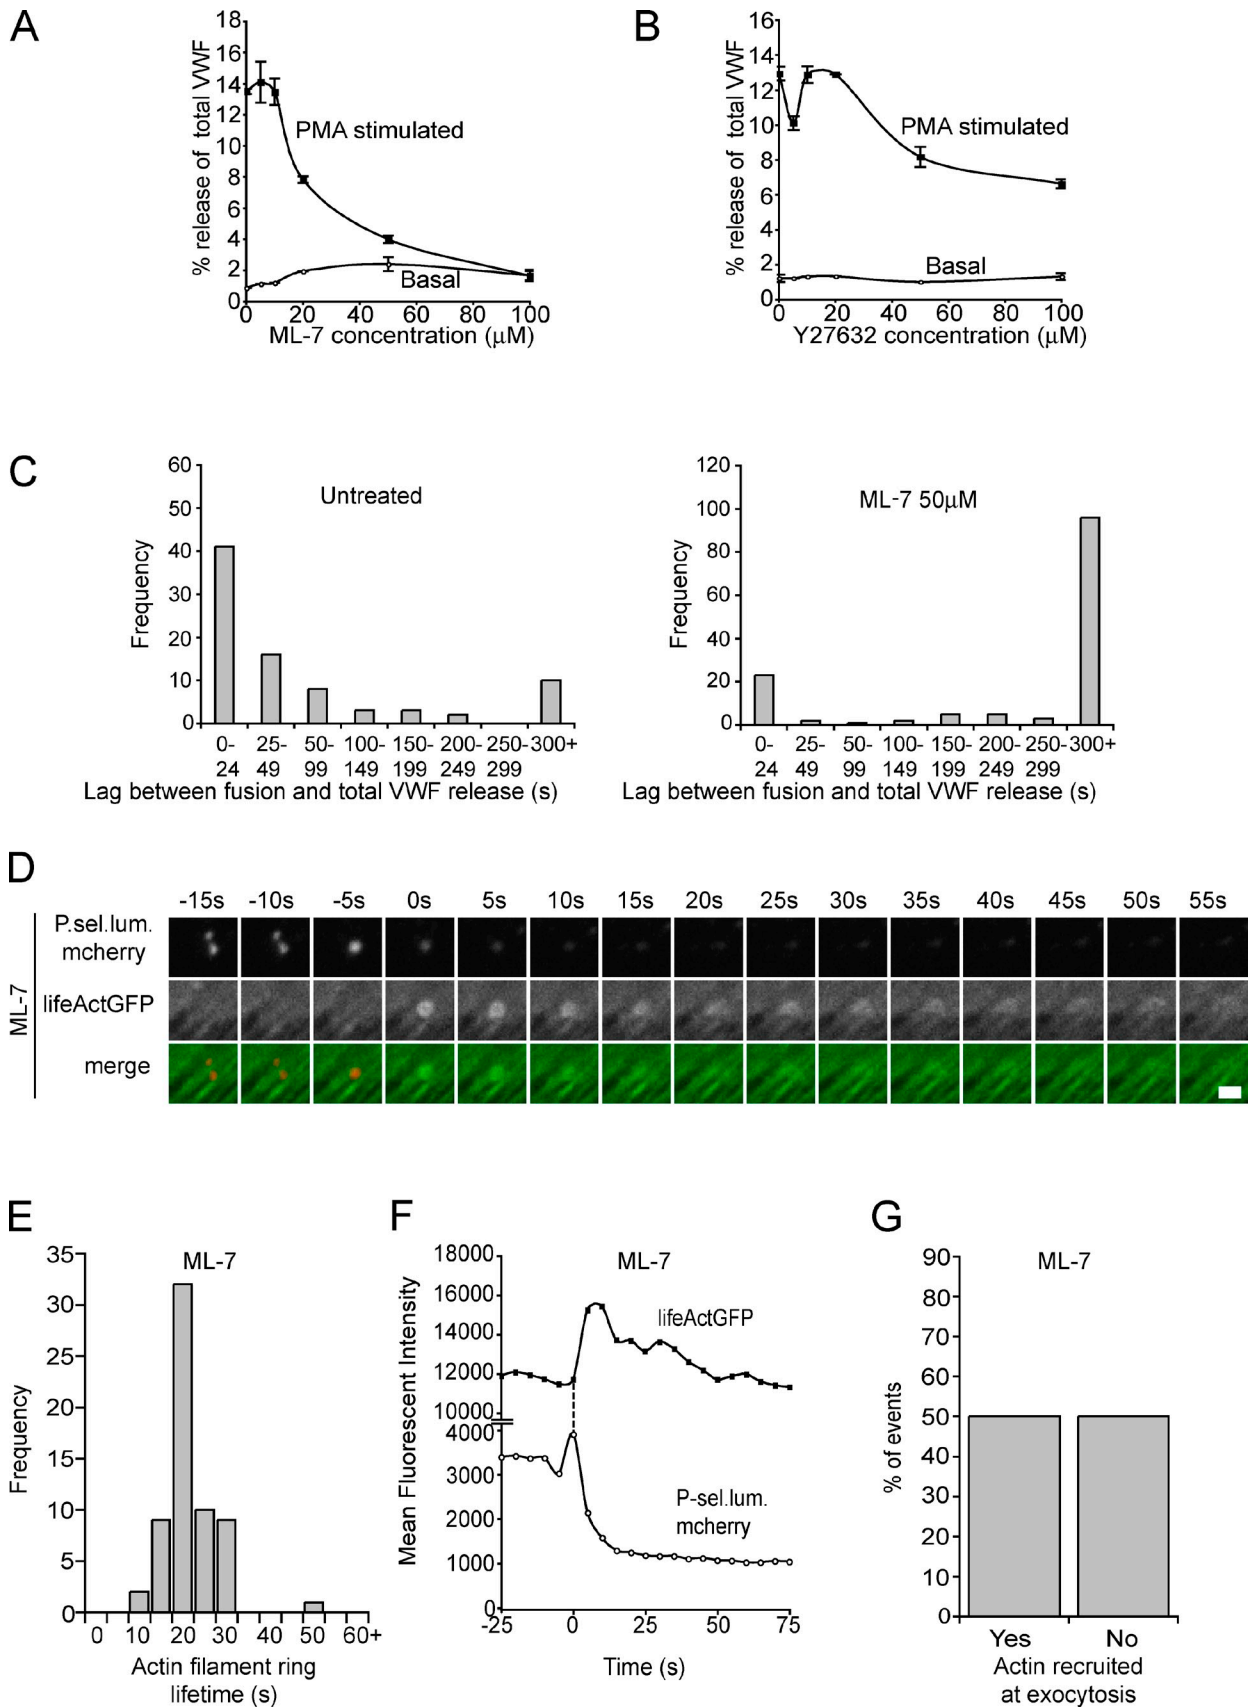 A
% release of total VWF
18
16
14
12
10
8
6
4
2
0
PMA stimulated
Basal
0 20 40 60 80 100
ML-7 concentration (μM)
B
% release of total VWF
16
14
12
10
8
6
4
2
0
PMA stimulated
Basal
0 20 40 60 80 100
Y27632 concentration (μM)
C
Frequency
60
50
40
30
20
10
0
Untreated
0- 25- 50- 100- 150- 200- 250- 300+
24 49 99 149 199 249 299
Lag between fusion and total VWF release (s)
Frequency
120
100
80
60
40
20
0
ML-7 50μM
0- 25- 50- 100- 150- 200- 250- 300+
24 49 99 149 199 249 299
Lag between fusion and total VWF release (s)
D
-15s -10s -5s 0s 5s 10s 15s 20s 25s 30s 35s 40s 45s 50s 55s
ML-7
P.sel.lum.
mcherry
lifeActGFP
merge
E
ML-7
Frequency
35
30
25
20
15
10
5
0
0 10 20 30 40 50 60+
Actin filament ring
lifetime (s)
F
ML-7
Mean Fluorescent Intensity
18000
16000
14000
12000
10000
4000
3000
2000
1000
0
lifeActGFP
P-sel.lum.
mcherry
-25 0 25 50 75
Time (s)
G
ML-7
% of events
90
80
70
60
50
40
30
20
10
0
Yes No
Actin recruited
at exocytosis